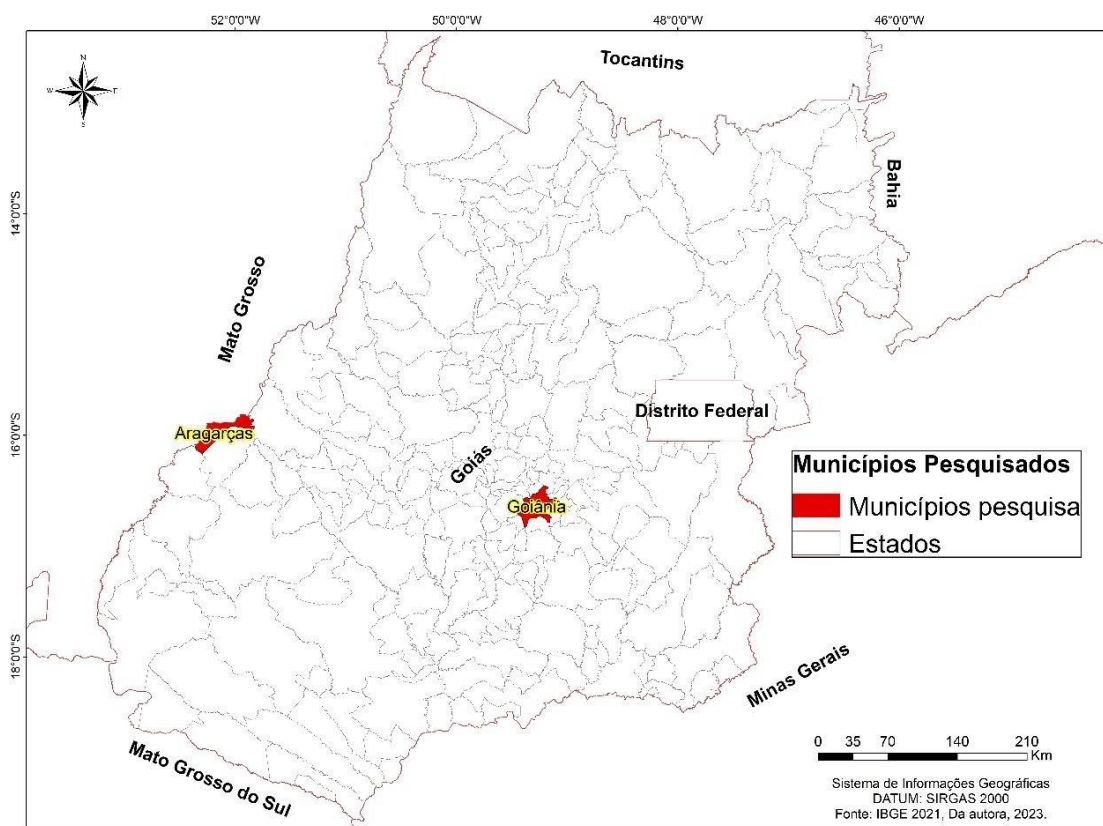 52°0'0"W
50°0'0"W
48°0'0"W
46°0'0"W
N
W
E
S
Tocantins
Bahia
14°0'0"S
Mato Grosso
Distrito Federal
Aragarças
16°0'0"S
Goiás
Goiânia
Municípios Pesquisados
Municípios pesquisa
Estados
18°0'0"S
Minas Gerais
Mato Grosso do Sul
0 35 70 140 210
Km
Sistema de Informações Geográficas
DATUM: SIRGAS 2000
Fonte: IBGE 2021, Da autora, 2023.